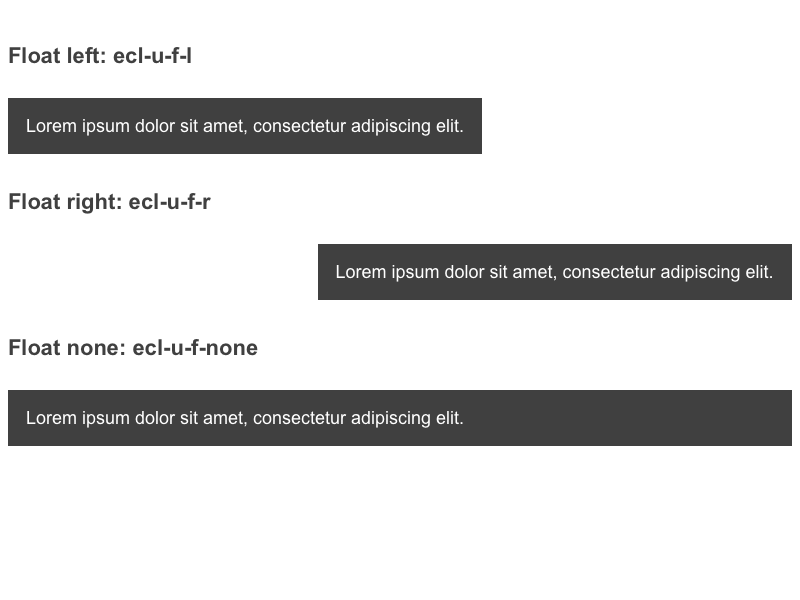 Float left: ecl-u-f-l
Lorem ipsum dolor sit amet, consectetur adipiscing elit.
Float right: ecl-u-f-r
Lorem ipsum dolor sit amet, consectetur adipiscing elit.
Float none: ecl-u-f-none
Lorem ipsum dolor sit amet, consectetur adipiscing elit.